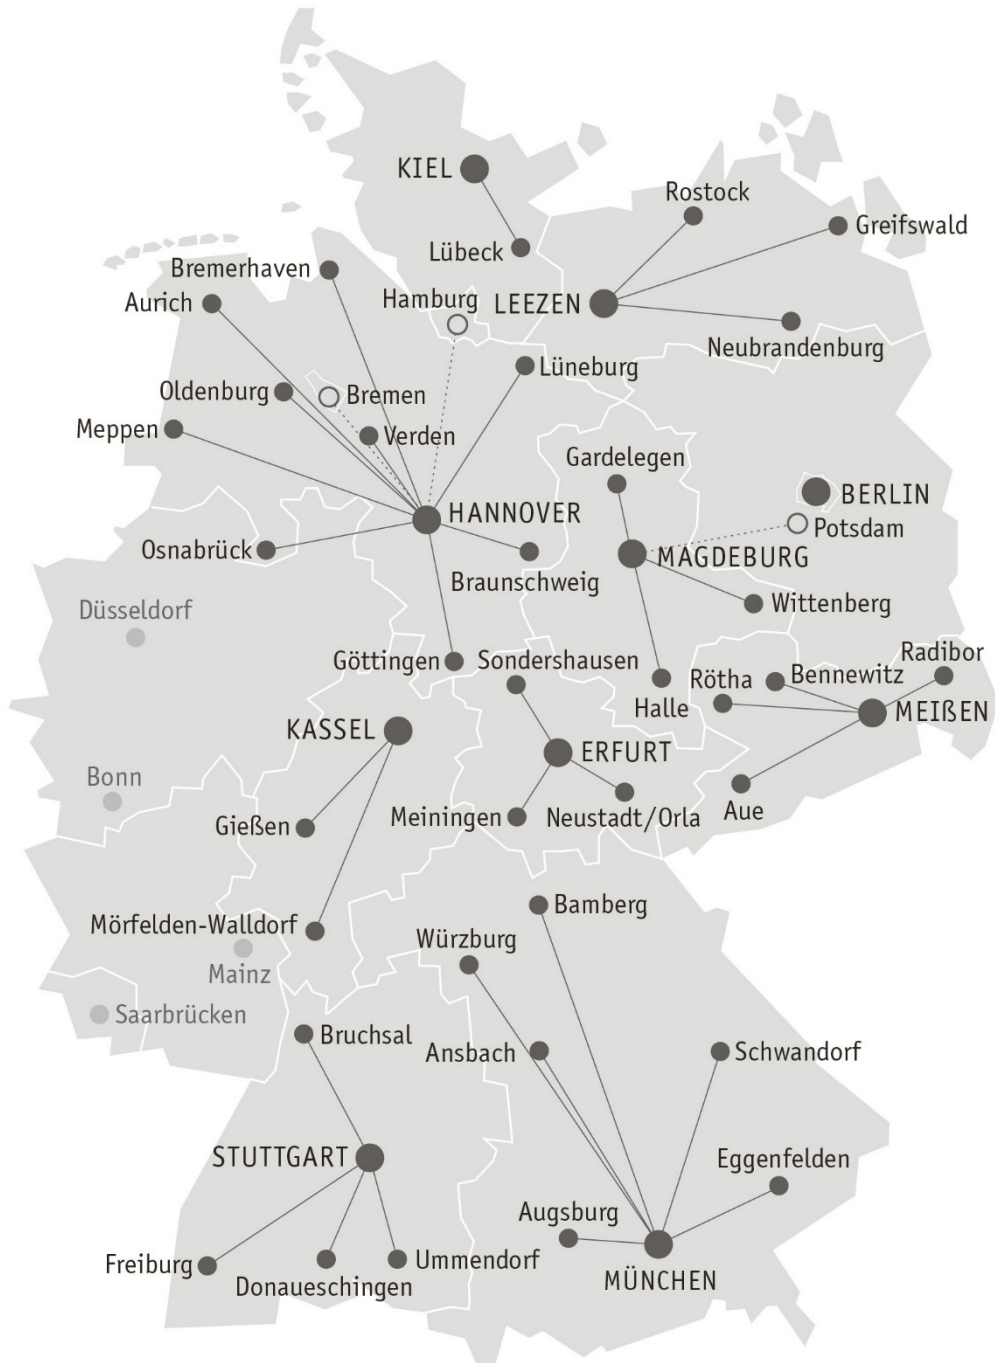 KIEL
Rostock
Greifswald
Lübeck
Bremerhaven
Hamburg
LEEZEN
Aurich
Neubrandenburg
Lüneburg
Oldenburg
Bremen
Meppen
Verden
Gardelegen
BERLIN
HANNOVER
Potsdam
Osnabrück
MAGDEBURG
Braunschweig
Düsseldorf
Wittenberg
Göttingen
Sondershausen
Radibor
Bennewitz
Rötha
Halle
MEIßEN
KASSEL
ERFURT
Bonn
Gießen
Meiningen
Neustadt/Orla
Aue
Bamberg
Mörfelden-Walldorf
Würzburg
Mainz
Saarbrücken
Bruchsal
Ansbach
Schwandorf
STUTTGART
Eggenfelden
Augsburg
Freiburg
Ummendorf
Donaueschingen
MÜNCHEN